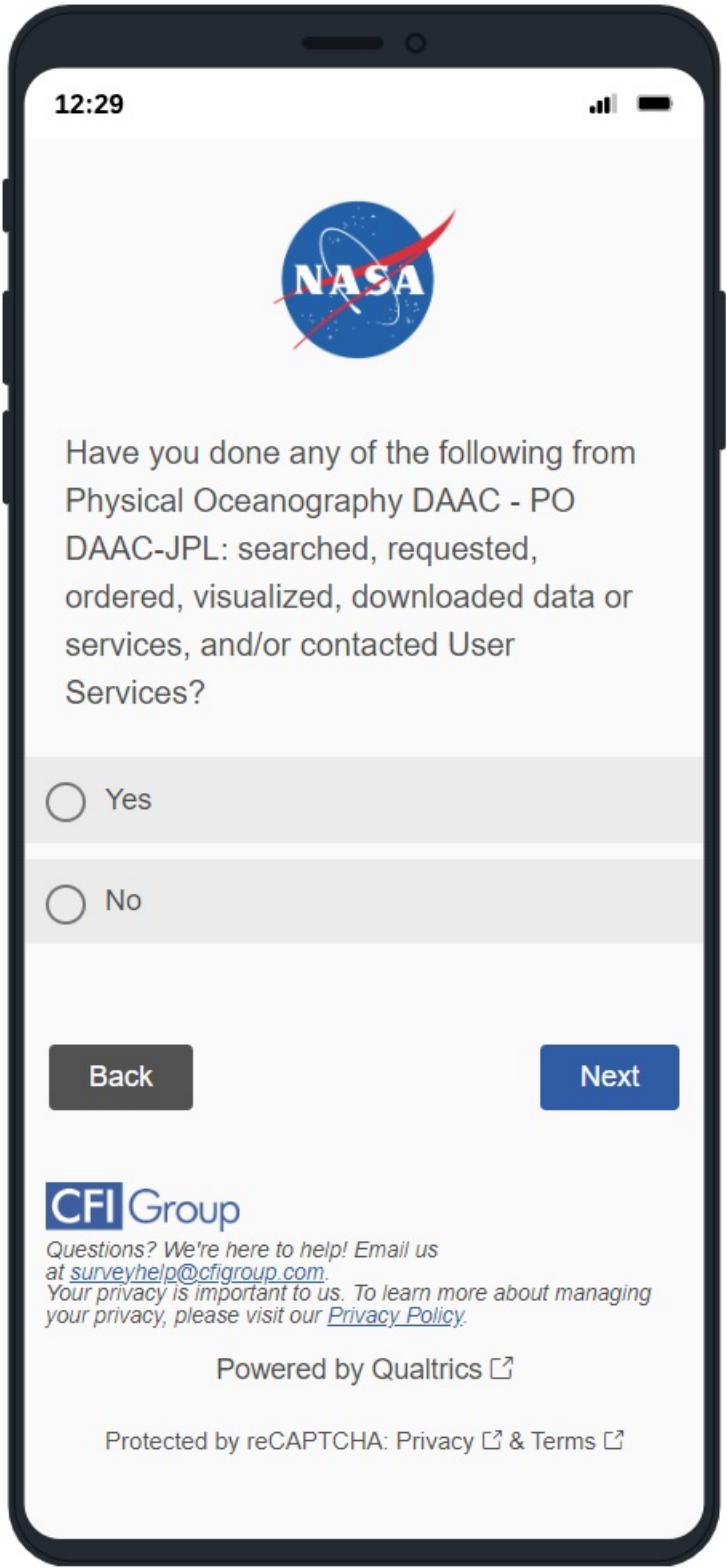 12:29
NASA
Have you done any of the following from
Physical Oceanography DAAC - PO
DAAC-JPL: searched, requested,
ordered, visualized, downloaded data or
services, and/or contacted User
Services?
Yes
No
Back
Next
CFI Group
Questions? We're here to help! Email us
at surveyhelp@cfigroup.com.
Your privacy is important to us. To learn more about managing
your privacy, please visit our Privacy Policy.
Powered by Qualtrics
Protected by reCAPTCHA: Privacy & Terms